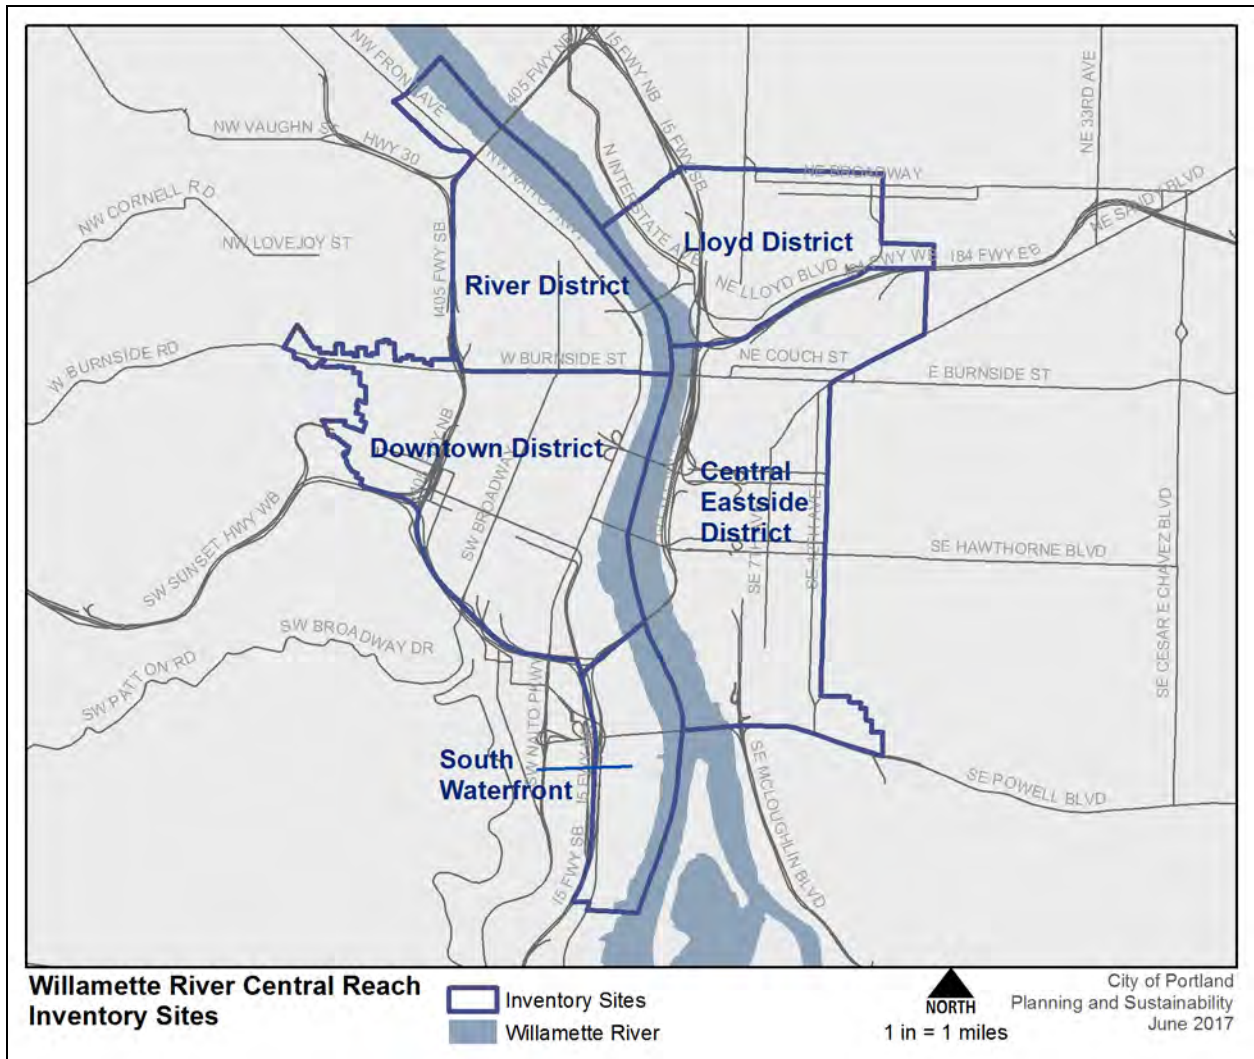 NW FRONT AVE
405 FWY NB
I5 FWY NB
NE 33RD AVE
NW VAUGHN ST
HWY 30
I5 FWY SB
NW NAITO PKWY
N INTERSTATE AVE
NE BROADWAY
NE SANDY BLVD
NW CORNELL RD
NW LOVEJOY ST
I405 FWY SB
Lloyd District
I84 FWY WB
I84 FWY EB
NE LLOYD BLVD
River District
W BURNSIDE RD
W BURNSIDE ST
NE COUCH ST
E BURNSIDE ST
Downtown District
SW BROADWAY
Central
Eastside
District
SE 7TH AVE
SE CESAR E CHAVEZ BLVD
SW SUNSET HWY WB
SE HAWTHORNE BLVD
SW BROADWAY DR
SW PATTON RD
SW NAITO PKWY
South
Waterfront
I5 FWY SB
SE MCLOUGHLIN BLVD
SE POWELL BLVD
Willamette River Central Reach
Inventory Sites
Inventory Sites
Willamette River
NORTH
1 in = 1 miles
City of Portland
Planning and Sustainability
June 2017